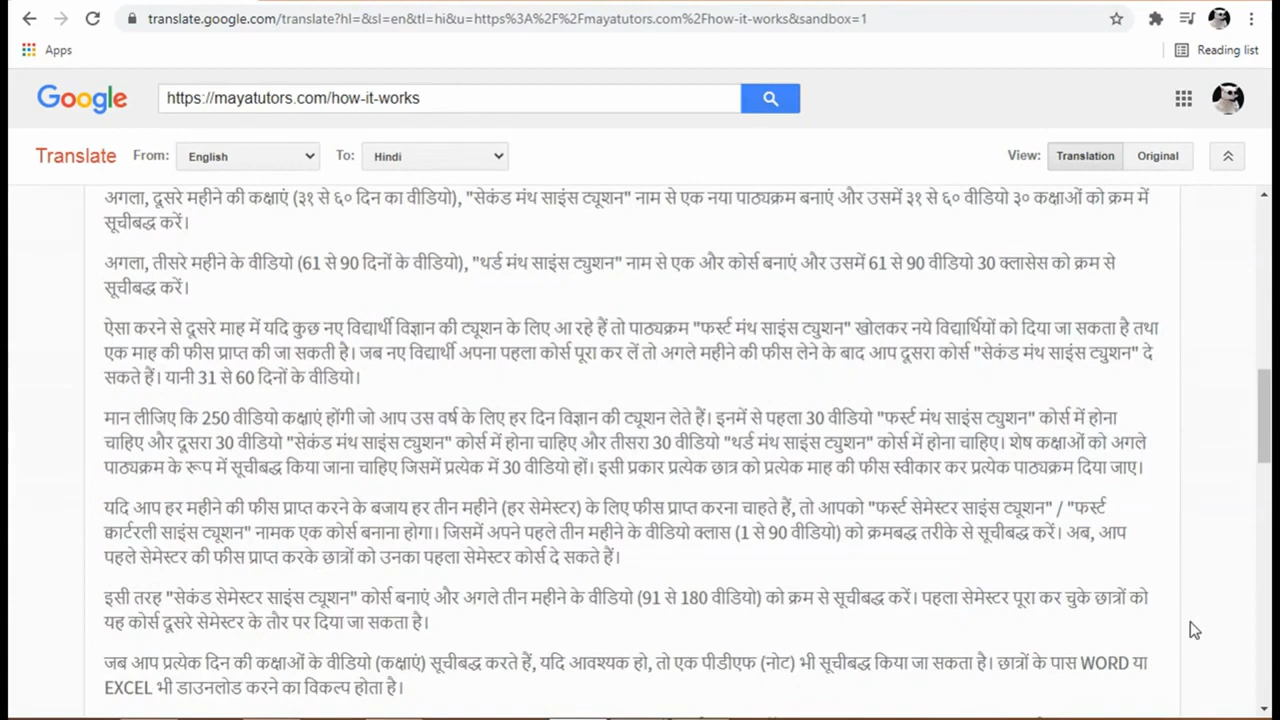 translate.google.com/translate?hl=&sl=en&tl=hi&u=https%3A%2F%2Fmayatutors.com%2Fhow-it-works&sandbox=1
Apps
Reading list
Google
https://mayatutors.com/how-it-works
Translate
From:
English
To:
Hindi
View:
Translation
Original
अगला, दूसरे महीने की कक्षाएं (३१ से ६० दिन का वीडियो), "सेकंड मंथ साइंस ट्यूशन" नाम से एक नया पाठ्यक्रम बनाएं और उसमें ३१ से ६० वीडियो ३० कक्षाओं को क्रम में
सूचीबद्ध करें।
अगला, तीसरे महीने के वीडियो (61 से 90 दिनों के वीडियो), "थर्ड मंथ साइंस ट्युशन" नाम से एक और कोर्स बनाएं और उसमें 61 से 90 वीडियो 30 क्लासेस को क्रम से
सूचीबद्ध करें।
ऐसा करने से दूसरे माह में यदि कुछ नए विद्यार्थी विज्ञान की ट्यूशन के लिए आ रहे हैं तो पाठ्यक्रम "फर्स्ट मंथ साइंस ट्युशन" खोलकर नये विद्यार्थियों को दिया जा सकता है तथा
एक माह की फीस प्राप्त की जा सकती है। जब नए विद्यार्थी अपना पहला कोर्स पूरा कर लें तो अगले महीने की फीस लेने के बाद आप दूसरा कोर्स "सेकंड मंथ साइंस ट्युशन" दे
सकते हैं। यानी 31 से 60 दिनों के वीडियो।
मान लीजिए कि 250 वीडियो कक्षाएं होंगी जो आप उस वर्ष के लिए हर दिन विज्ञान की ट्यूशन लेते हैं। इनमें से पहला 30 वीडियो "फर्स्ट मंथ साइंस ट्युशन" कोर्स में होना
चाहिए और दूसरा 30 वीडियो "सेकंड मंथ साइंस ट्युशन" कोर्स में होना चाहिए और तीसरा 30 वीडियो "थर्ड मंथ साइंस ट्युशन" कोर्स में होना चाहिए। शेष कक्षाओं को अगले
पाठ्यक्रम के रूप में सूचीबद्ध किया जाना चाहिए जिसमें प्रत्येक में 30 वीडियो हों। इसी प्रकार प्रत्येक छात्र को प्रत्येक माह की फीस स्वीकार कर प्रत्येक पाठ्यक्रम दिया जाए।
यदि आप हर महीने की फीस प्राप्त करने के बजाय हर तीन महीने (हर सेमेस्टर) के लिए फीस प्राप्त करना चाहते हैं, तो आपको "फर्स्ट सेमेस्टर साइंस ट्यूशन" / "फर्स्ट
क्वार्टरली साइंस ट्यूशन" नामक एक कोर्स बनाना होगा। जिसमें अपने पहले तीन महीने के वीडियो क्लास (1 से 90 वीडियो) को क्रमबद्ध तरीके से सूचीबद्ध करें। अब, आप
पहले सेमेस्टर की फीस प्राप्त करके छात्रों को उनका पहला सेमेस्टर कोर्स दे सकते हैं।
इसी तरह "सेकंड सेमेस्टर साइंस ट्यूशन" कोर्स बनाएं और अगले तीन महीने के वीडियो (91 से 180 वीडियो) को क्रम से सूचीबद्ध करें। पहला सेमेस्टर पूरा कर चुके छात्रों को
यह कोर्स दूसरे सेमेस्टर के तौर पर दिया जा सकता है।
जब आप प्रत्येक दिन की कक्षाओं के वीडियो (कक्षाएं) सूचीबद्ध करते हैं, यदि आवश्यक हो, तो एक पीडीएफ (नोट) भी सूचीबद्ध किया जा सकता है। छात्रों के पास WORD या
EXCEL भी डाउनलोड करने का विकल्प होता है।